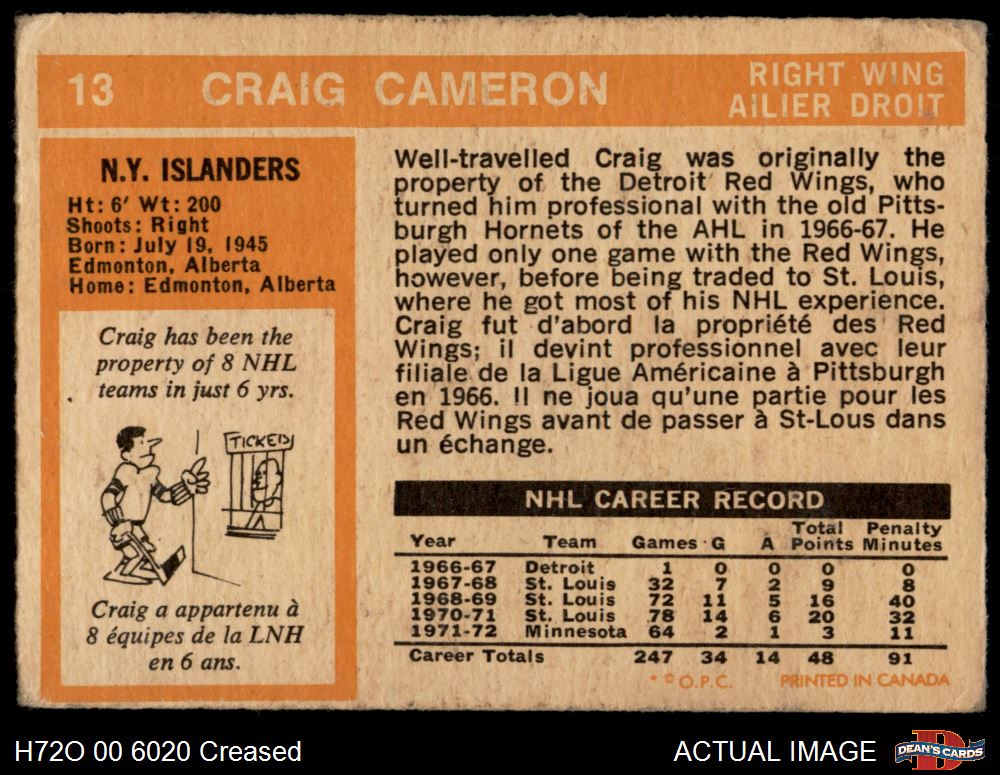 13 CRAIG CAMERON RIGHT WING
AILIER DROIT
N.Y. ISLANDERS
Ht: 6' Wt: 200
Shoots: Right
Born: July 19, 1945
Edmonton, Alberta
Home: Edmonton, Alberta
Craig has been the
property of 8 NHL
teams in just 6 yrs.
TICKETS
Craig a appartenu à
8 équipes de la LNH
en 6 ans.
Well-travelled Craig was originally the
property of the Detroit Red Wings, who
turned him professional with the old Pitts-
burgh Hornets of the AHL in 1966-67. He
played only one game with the Red Wings,
however, before being traded to St. Louis,
where he got most of his NHL experience.
Craig fut d'abord la propriété des Red
Wings; il devint professionnel avec leur
filiale de la Ligue Américaine à Pittsburgh
en 1966. Il ne joua qu'une partie pour les
Red Wings avant de passer à St-Lous dans
un échange.
NHL CAREER RECORD
Year Team Games G A Total Points Penalty Minutes
1966-67 Detroit 1 0 0 0 0
1967-68 St. Louis 32 7 2 9 8
1968-69 St. Louis 72 11 5 16 40
1970-71 St. Louis 78 14 6 20 32
1971-72 Minnesota 64 2 1 3 11
Career Totals 247 34 14 48 91
* © O.P.C. PRINTED IN CANADA
H72O 00 6020 Creased
ACTUAL IMAGE
DEAN'S CARDS